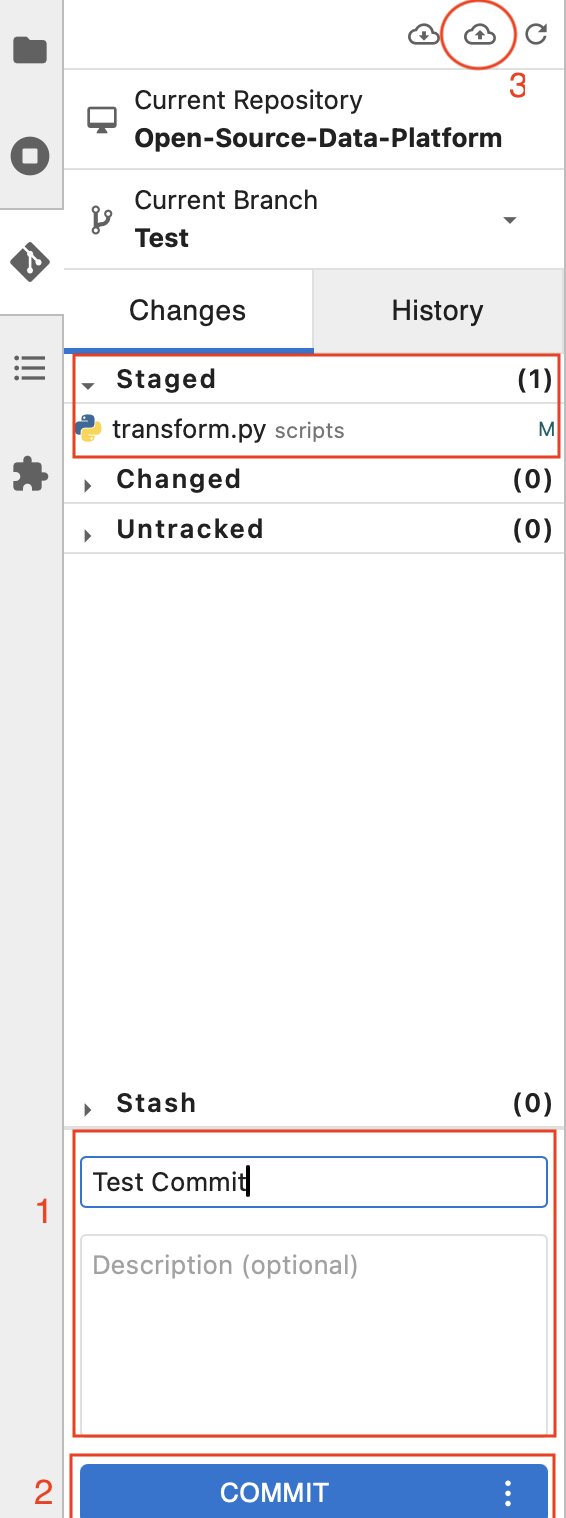 3
Current Repository
Open-Source-Data-Platform
Current Branch
Test
Changes
History
Staged (1)
transform.py scripts M
Changed (0)
Untracked (0)
Stash (0)
1
Test Commit
Description (optional)
2
COMMIT